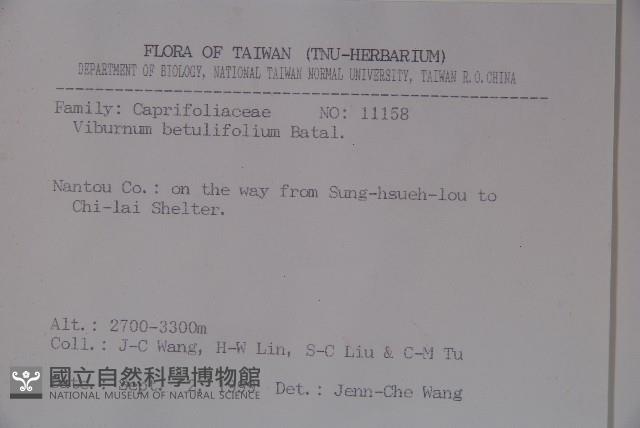 FLORA OF TAIWAN (TNU-HERBARIUM)
DEPARTMENT OF BIOLOGY, NATIONAL TAIWAN NORMAL UNIVERSITY, TAIWAN R.O.CHINA
Family: Caprifoliaceae NO: 11158
Viburnum betulifolium Batal.
Nantou Co.: on the way from Sung-hsueh-lou to
Chi-lai Shelter.
Alt.: 2700-3300m
Coll.: J-C Wang, H-W Lin, S-C Liu & C-M Tu
Det.: Jenn-Che Wang
國立自然科學博物館
NATIONAL MUSEUM OF NATURAL SCIENCE